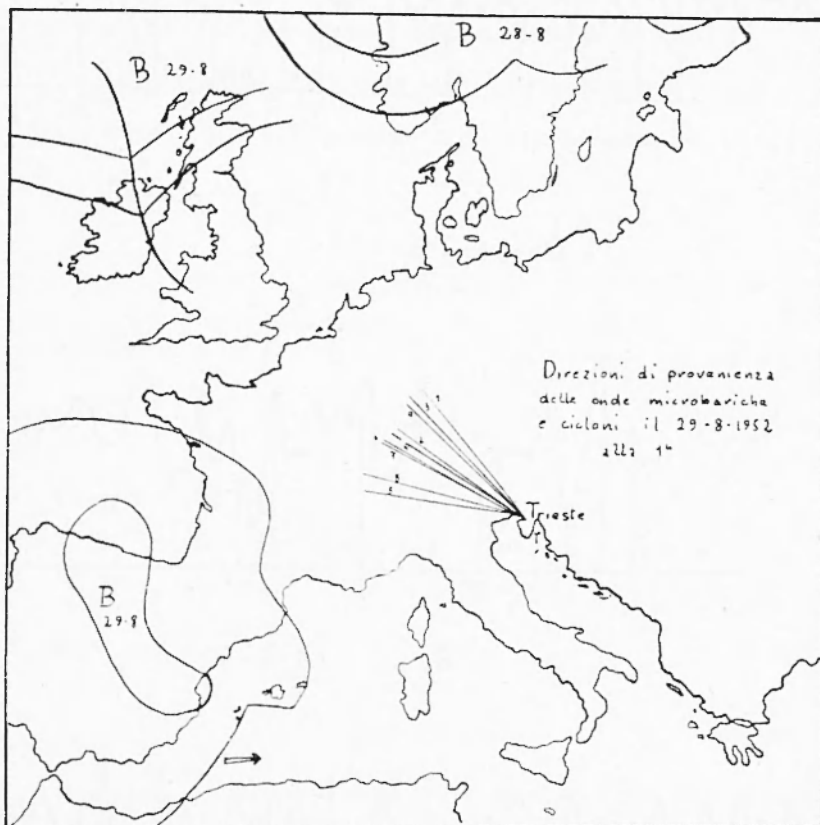 B 29-8
B 28-8
Direzioni di provenienza
delle onde microbariche
e cicloni il 29-8-1952
alla 1ʰ
Trieste
B
29-8